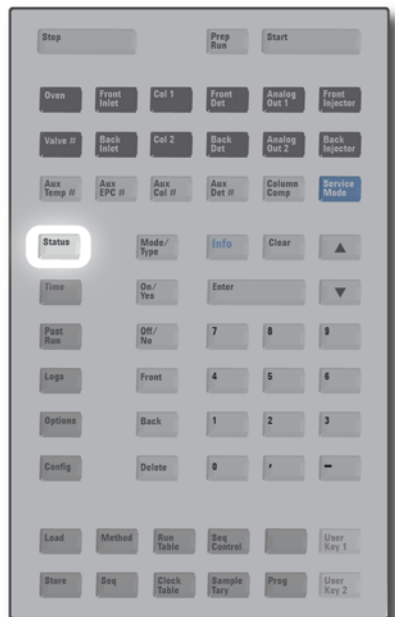 Stop
Prep
Run
Start
Oven
Front
Inlet
Col 1
Front
Det
Analog
Out 1
Front
Injector
Valve #
Back
Inlet
Col 2
Back
Det
Analog
Out 2
Back
Injector
Aux
Temp #
Aux
EPC #
Aux
Col #
Aux
Det #
Column
Comp
Service
Mode
Status
Mode/
Type
Info
Clear
Time
On/
Yes
Enter
Post
Run
Off/
No
7
8
9
Logs
Front
4
5
6
Options
Back
1
2
3
Config
Delete
0
,
–
Load
Method
Run
Table
Seq
Control
User
Key 1
Store
Seq
Clock
Table
Sample
Tary
Prog
User
Key 2